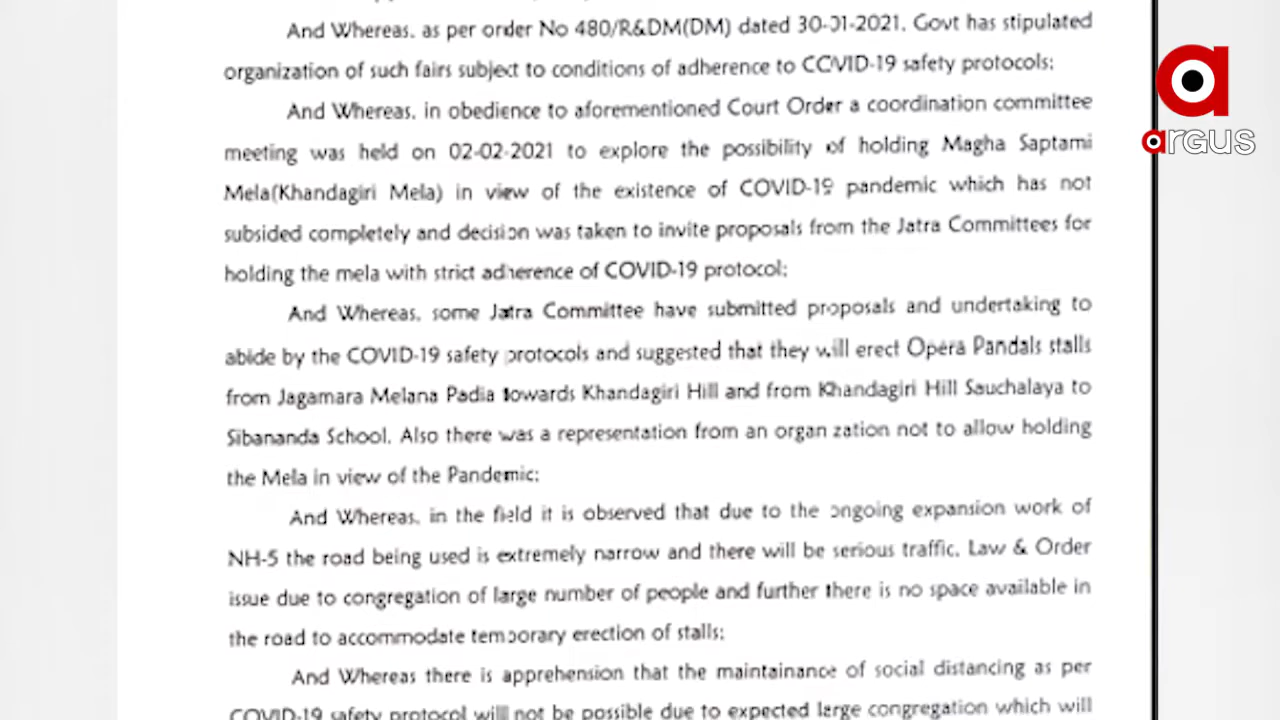 And Whereas, as per order No 480/R&DM(DM) dated 30-01-2021, Govt has stipulated
organization of such fairs subject to conditions of adherence to COVID-19 safety protocols;
And Whereas, in obedience to aforementioned Court Order a coordination committee
meeting was held on 02-02-2021 to explore the possibility of holding Magha Saptami
Mela(Khandagiri Mela) in view of the existence of COVID-19 pandemic which has not
subsided completely and decision was taken to invite proposals from the Jatra Committees for
holding the mela with strict adherence of COVID-19 protocol;
And Whereas, some Jatra Committee have submitted proposals and undertaking to
abide by the COVID-19 safety protocols and suggested that they will erect Opera Pandals stalls
from Jagamara Melana Padia towards Khandagiri Hill and from Khandagiri Hill Sauchalaya to
Sibananda School. Also there was a representation from an organization not to allow holding
the Mela in view of the Pandemic;
And Whereas, in the field it is observed that due to the ongoing expansion work of
NH-5 the road being used is extremely narrow and there will be serious traffic, Law & Order
issue due to congregation of large number of people and further there is no space available in
the road to accommodate temporary erection of stalls;
And Whereas there is apprehension that the maintainance of social distancing as per
COVID-19 safety protocol will not be possible due to expected large congregation which will
a
argus